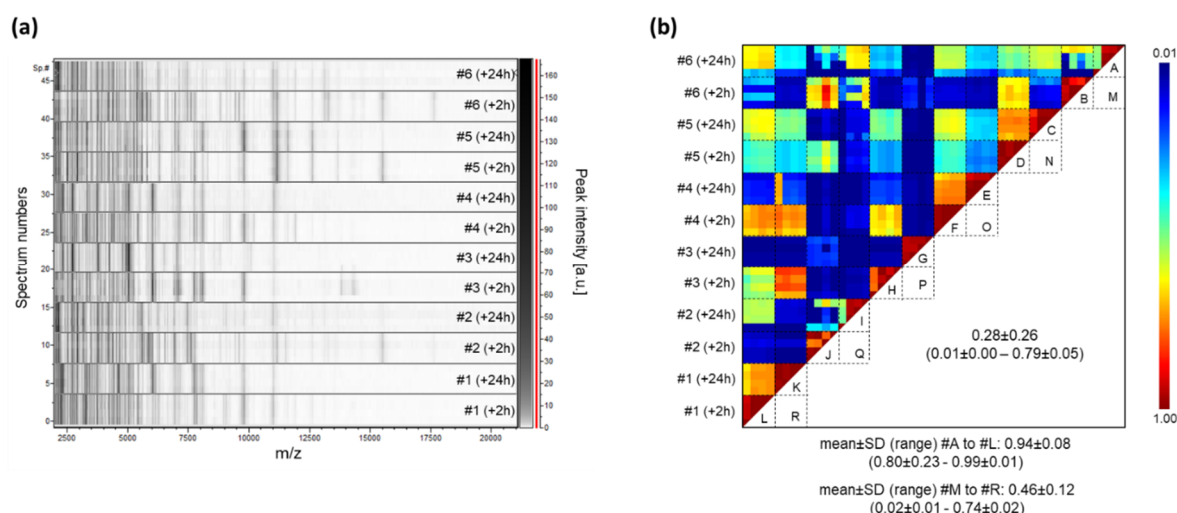 (a)
(b)
Sp.#
45
40
35
30
25
20
15
10
5
0
Spectrum numbers
#6 (+24h)
#6 (+2h)
#5 (+24h)
#5 (+2h)
#4 (+24h)
#4 (+2h)
#3 (+24h)
#3 (+2h)
#2 (+24h)
#2 (+2h)
#1 (+24h)
#1 (+2h)
2500 5000 7500 10000 12500 15000 17500 20000
m/z
160
150
140
130
120
110
100
90
80
70
60
50
40
30
20
10
0
Peak intensity [a.u.]
#6 (+24h)
#6 (+2h)
#5 (+24h)
#5 (+2h)
#4 (+24h)
#4 (+2h)
#3 (+24h)
#3 (+2h)
#2 (+24h)
#2 (+2h)
#1 (+24h)
#1 (+2h)
A
B M
C
D N
E
F O
G
H P
I
J Q
K
L R
0.28±0.26
(0.01±0.00 – 0.79±0.05)
0.01
1.00
mean±SD (range) #A to #L: 0.94±0.08
(0.80±0.23 - 0.99±0.01)
mean±SD (range) #M to #R: 0.46±0.12
(0.02±0.01 - 0.74±0.02)